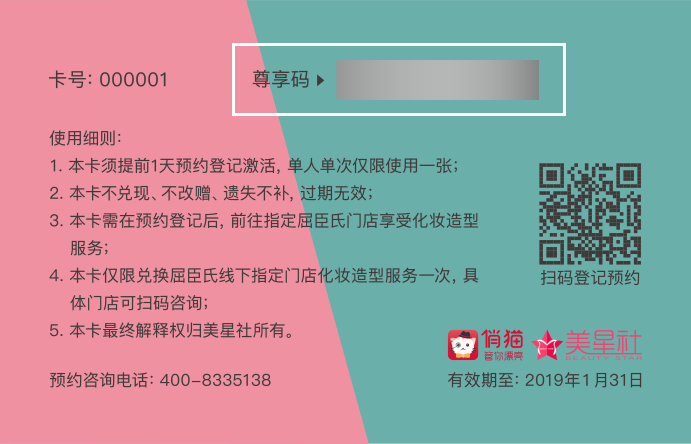 卡号: 000001
尊享码
使用细则:
1. 本卡须提前1天预约登记激活, 单人单次仅限使用一张;
2. 本卡不兑现、不改赠、遗失不补, 过期无效;
3. 本卡需在预约登记后, 前往指定屈臣氏门店享受化妆造型
服务;
4. 本卡仅限兑换屈臣氏线下指定门店化妆造型服务一次, 具
体门店可扫码咨询;
5. 本卡最终解释权归美星社所有。
扫码登记预约
俏猫
管你漂亮
美星社
BEAUTY STAR
预约咨询电话: 400-8335138
有效期至: 2019年1月31日